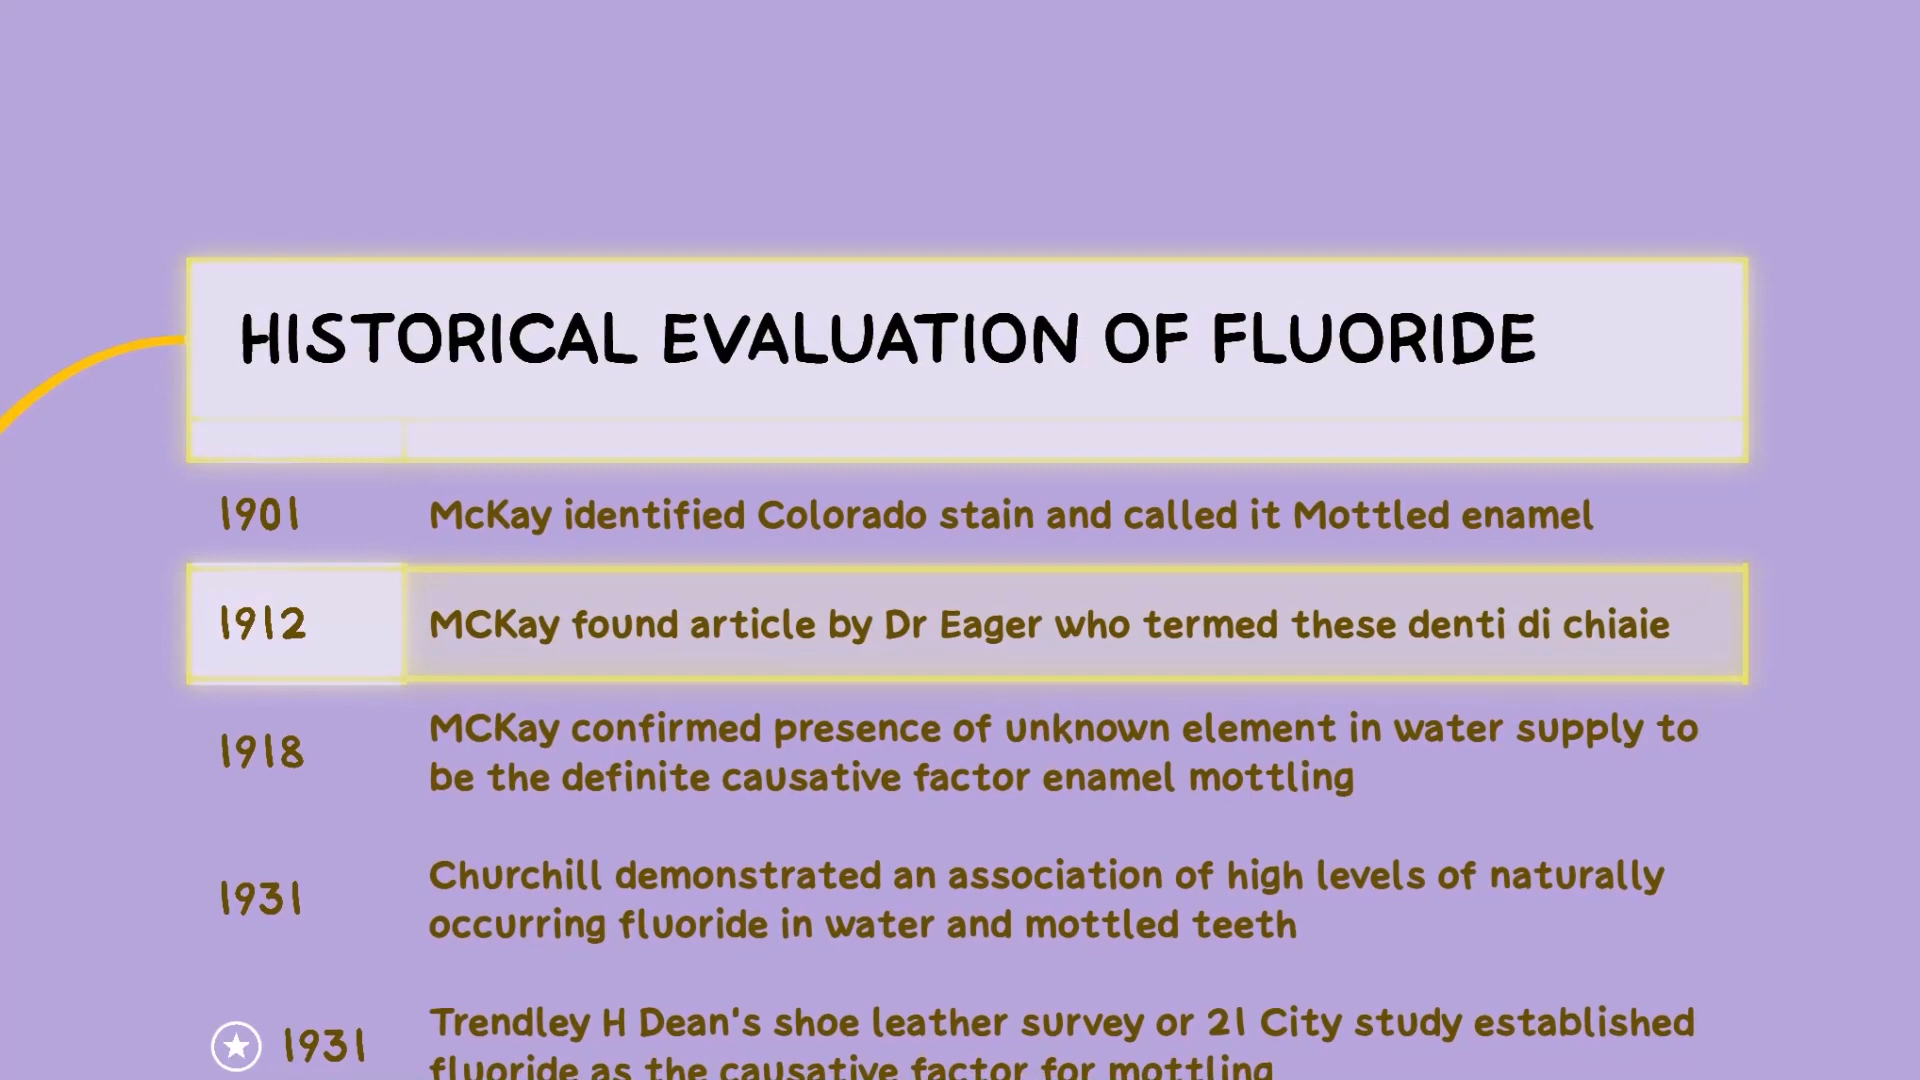 HISTORICAL EVALUATION OF FLUORIDE
1901 McKay identified Colorado stain and called it Mottled enamel
1912 MCKay found article by Dr Eager who termed these denti di chiaie
1918 MCKay confirmed presence of unknown element in water supply to
be the definite causative factor enamel mottling
1931 Churchill demonstrated an association of high levels of naturally
occurring fluoride in water and mottled teeth
1931 Trendley H Dean's shoe leather survey or 21 City study established
fluoride as the causative factor for mottling